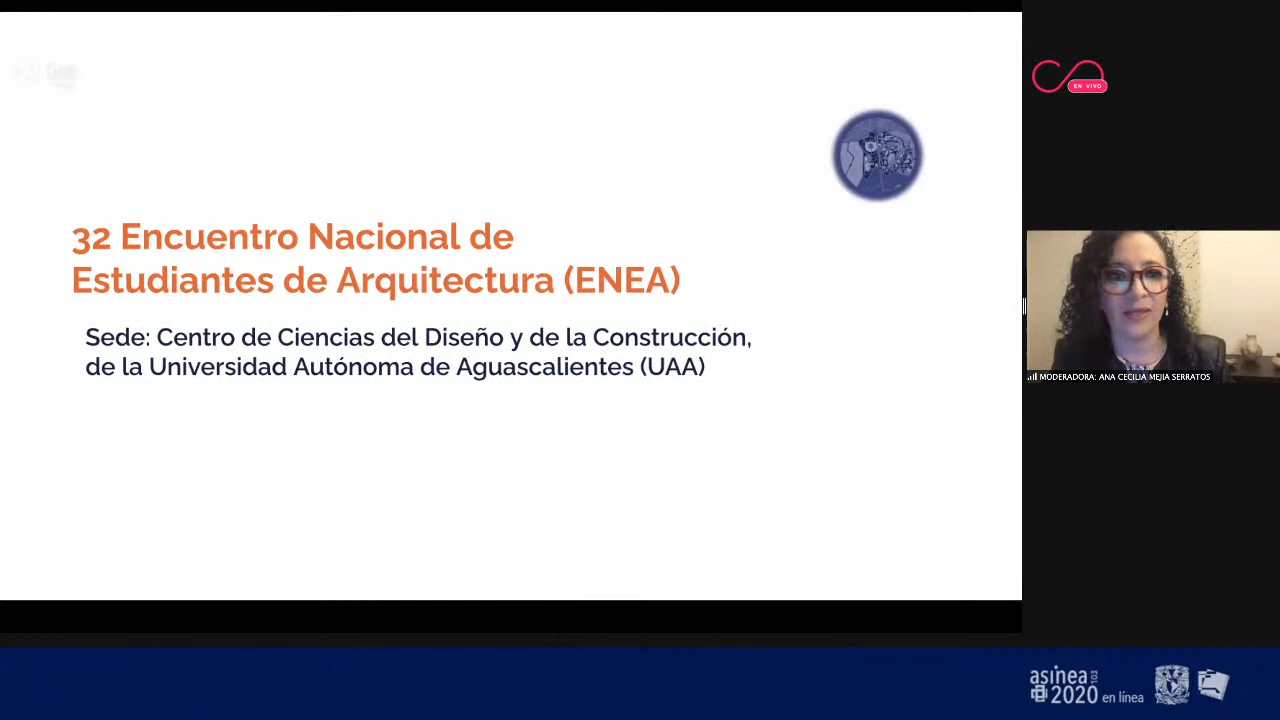 32 Encuentro Nacional de
Estudiantes de Arquitectura (ENEA)
Sede: Centro de Ciencias del Diseño y de la Construcción,
de la Universidad Autónoma de Aguascalientes (UAA)
EN VIVO
MODERADORA: ANA CECILIA MEJIA SERRATOS
asinea 103
2020 en línea